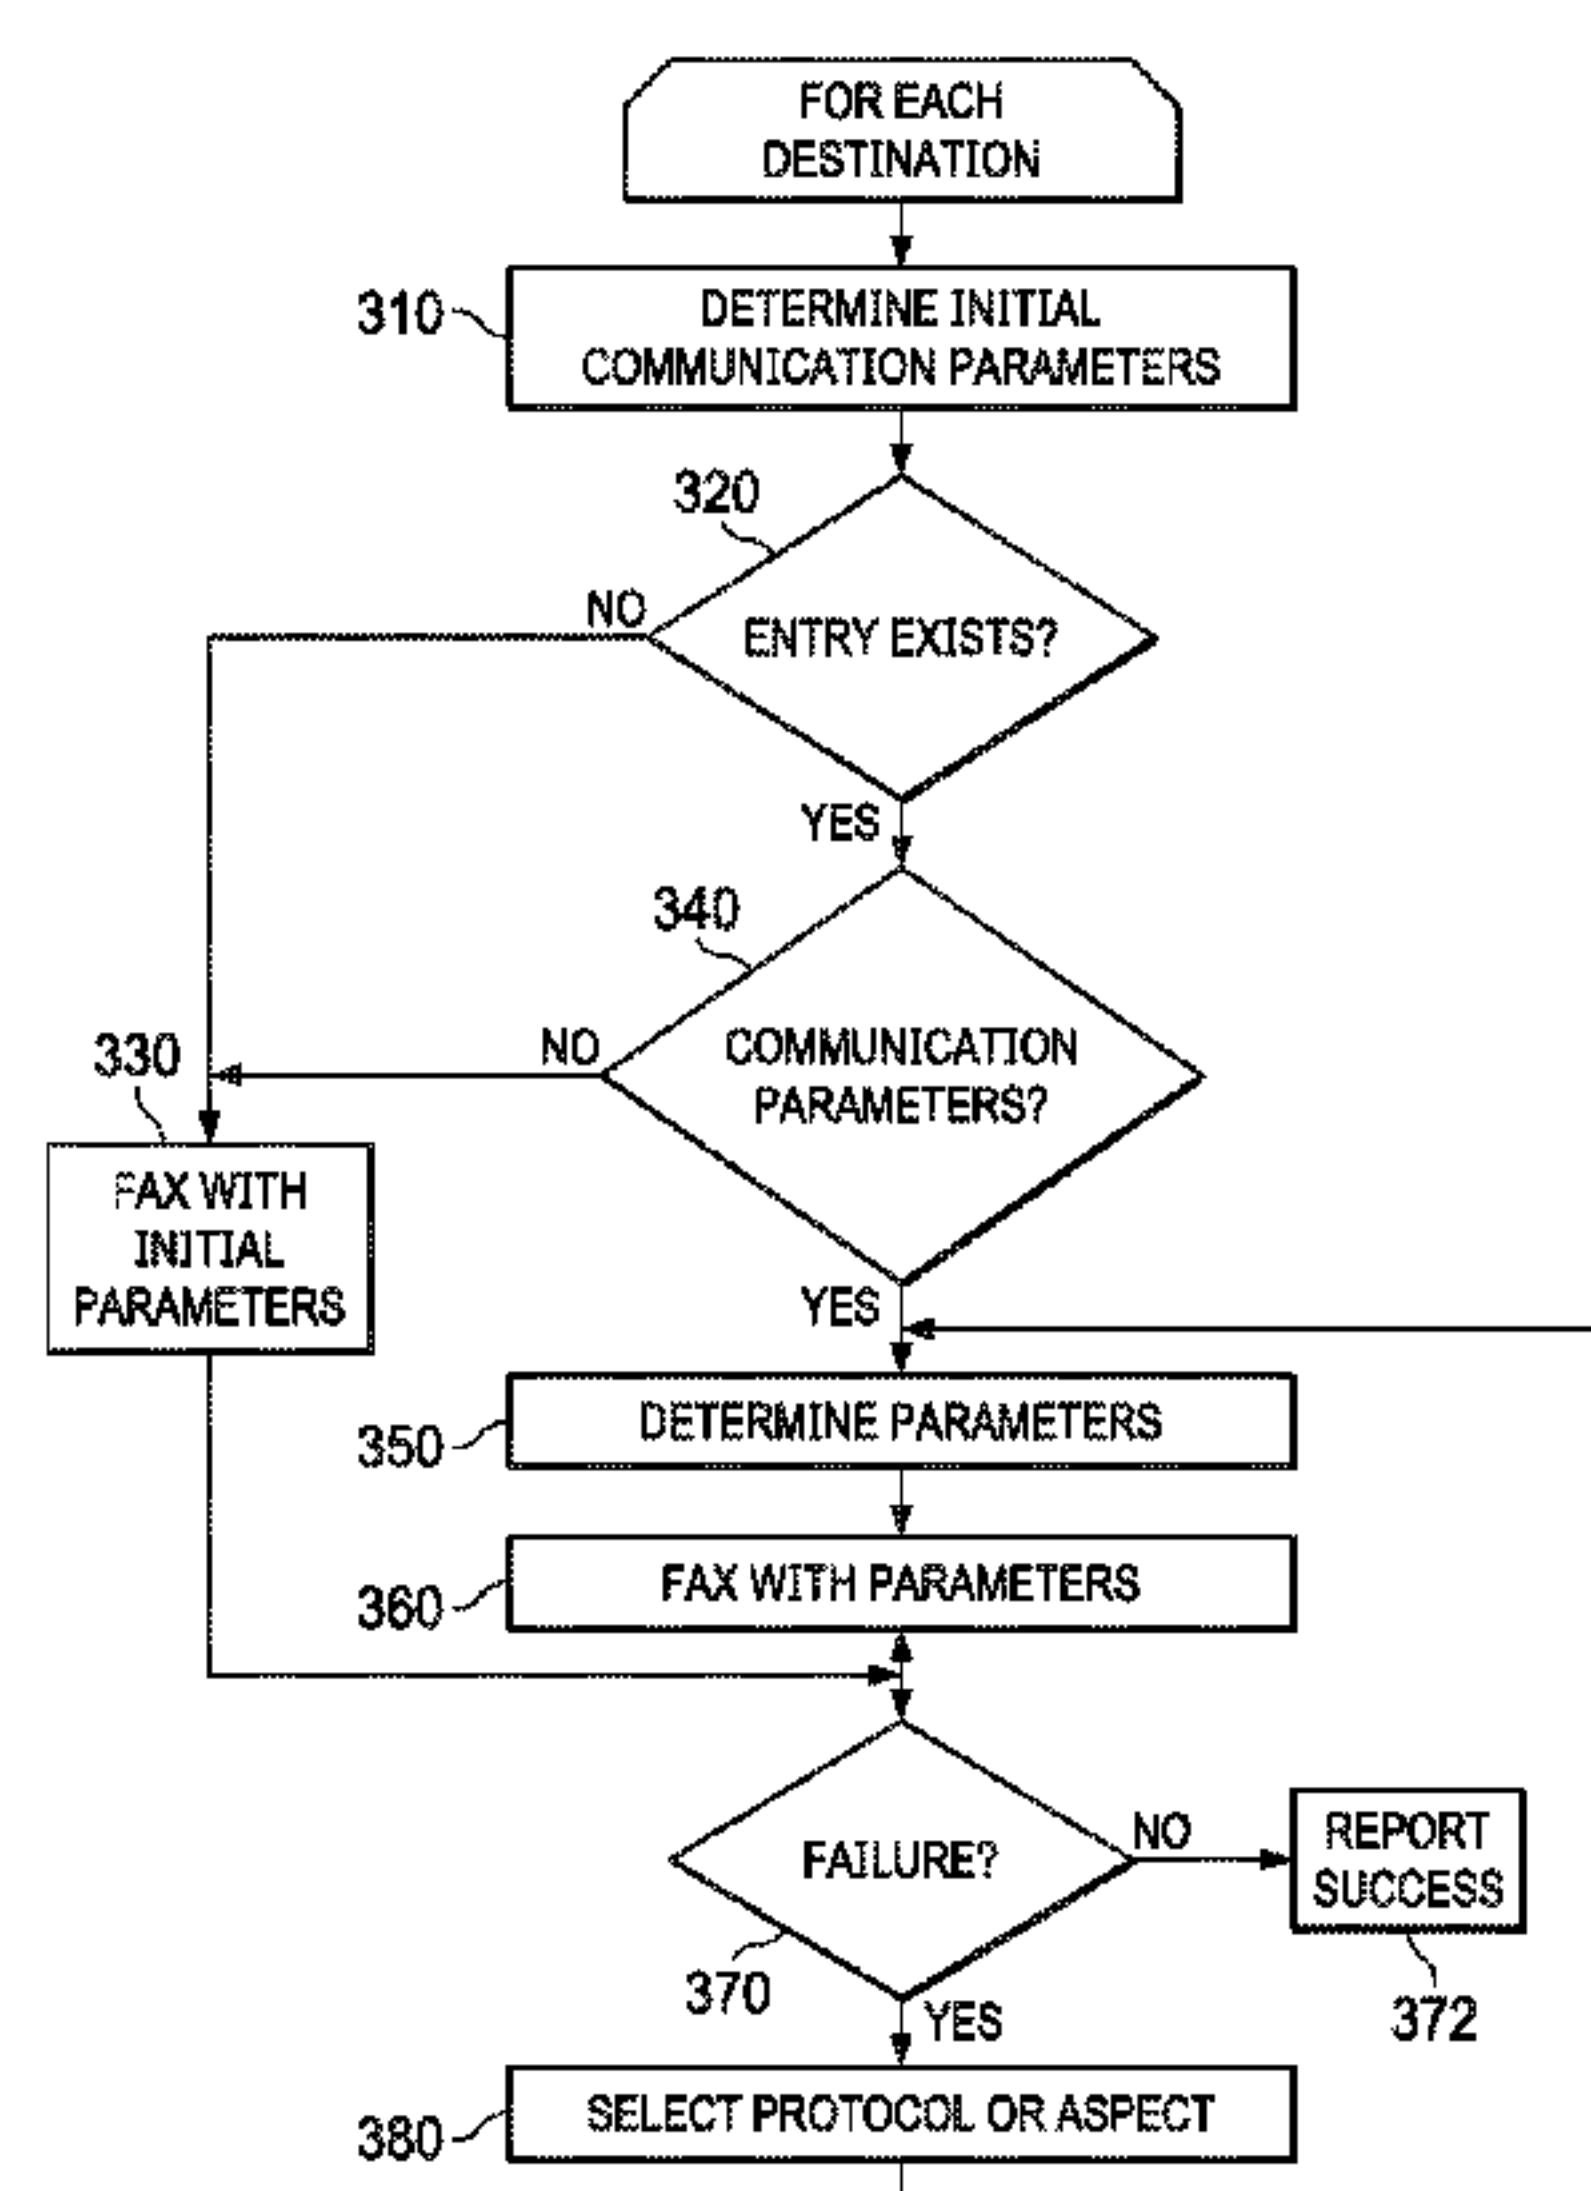 FOR EACH
DESTINATION
310
DETERMINE INITIAL
COMMUNICATION PARAMETERS
320
NO
ENTRY EXISTS?
YES
340
NO
COMMUNICATION
PARAMETERS?
330
FAX WITH
INITIAL
PARAMETERS
YES
350
DETERMINE PARAMETERS
360
FAX WITH PARAMETERS
FAILURE?
NO
REPORT
SUCCESS
370
YES
372
380
SELECT PROTOCOL OR ASPECT